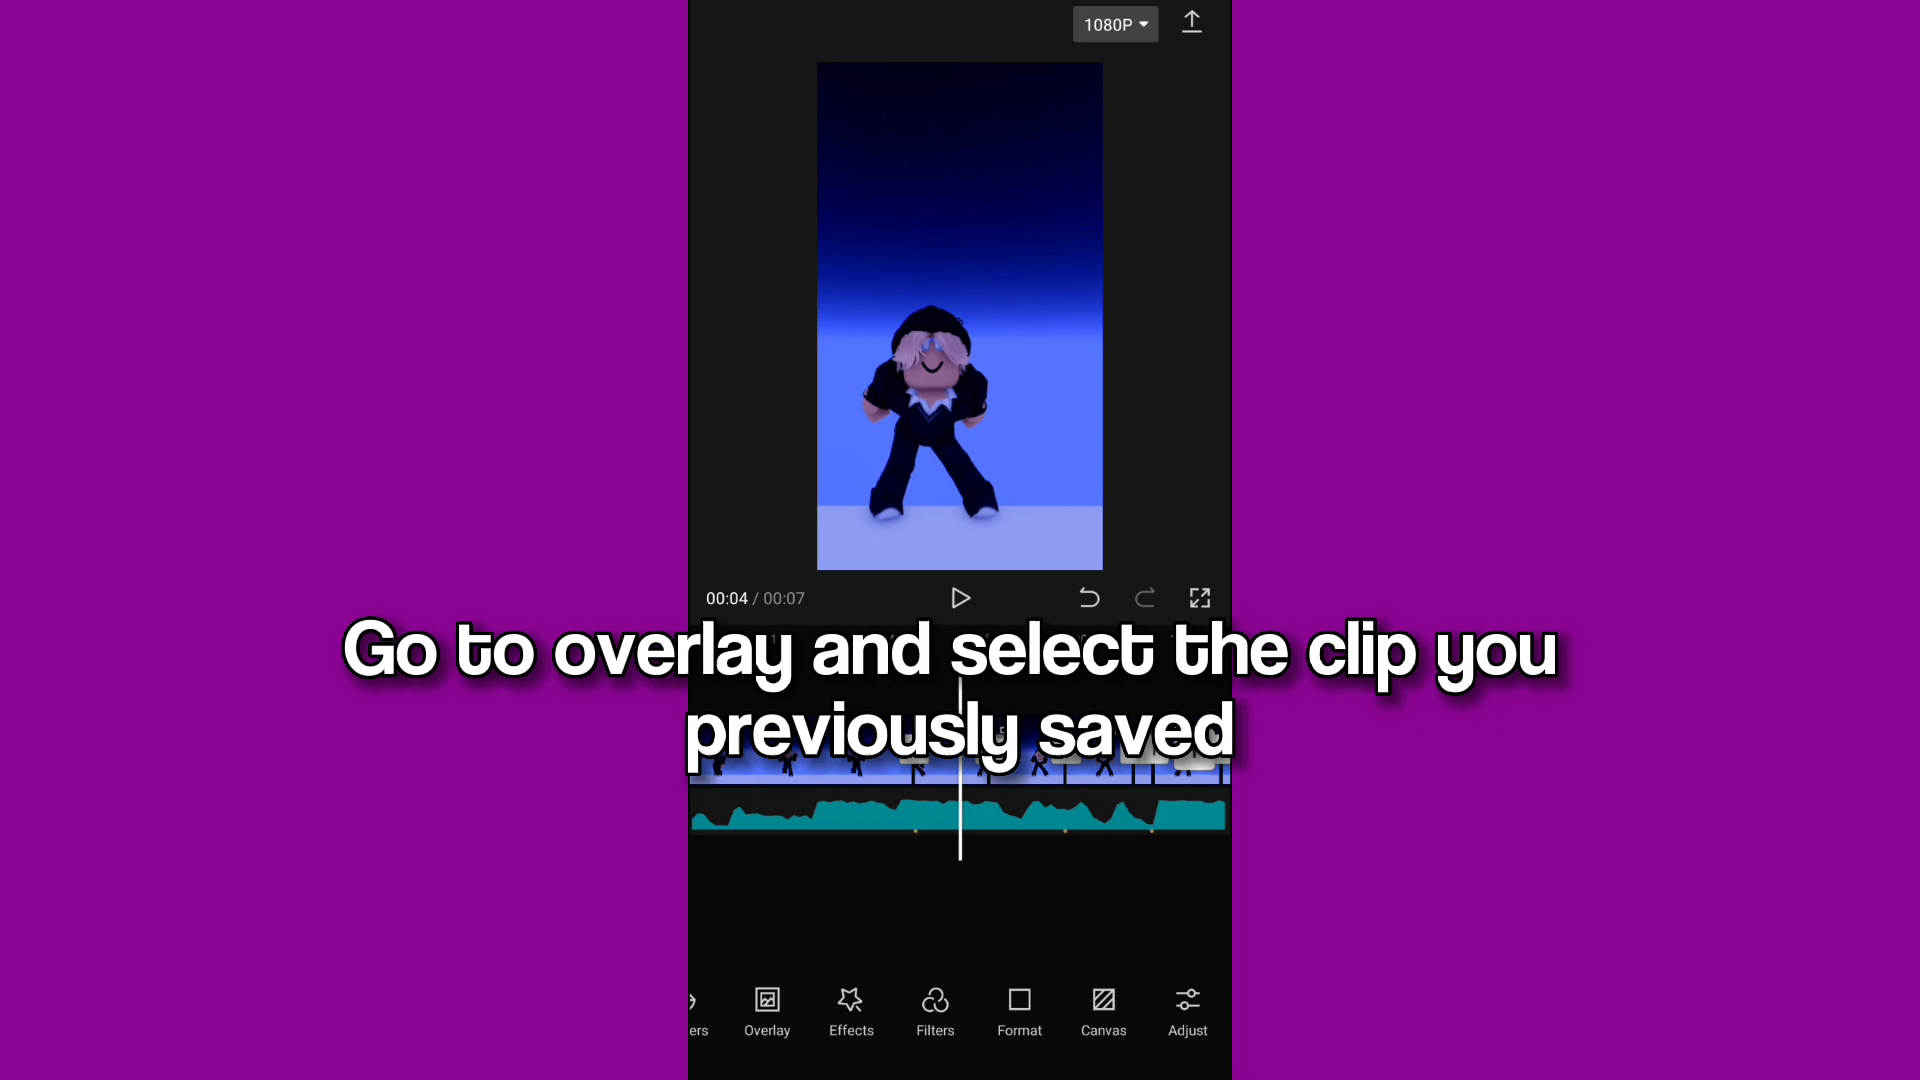 1080P
00:04 / 00:07
Go to overlay and select the clip you
previously saved
ers
Overlay
Effects
Filters
Format
Canvas
Adjust